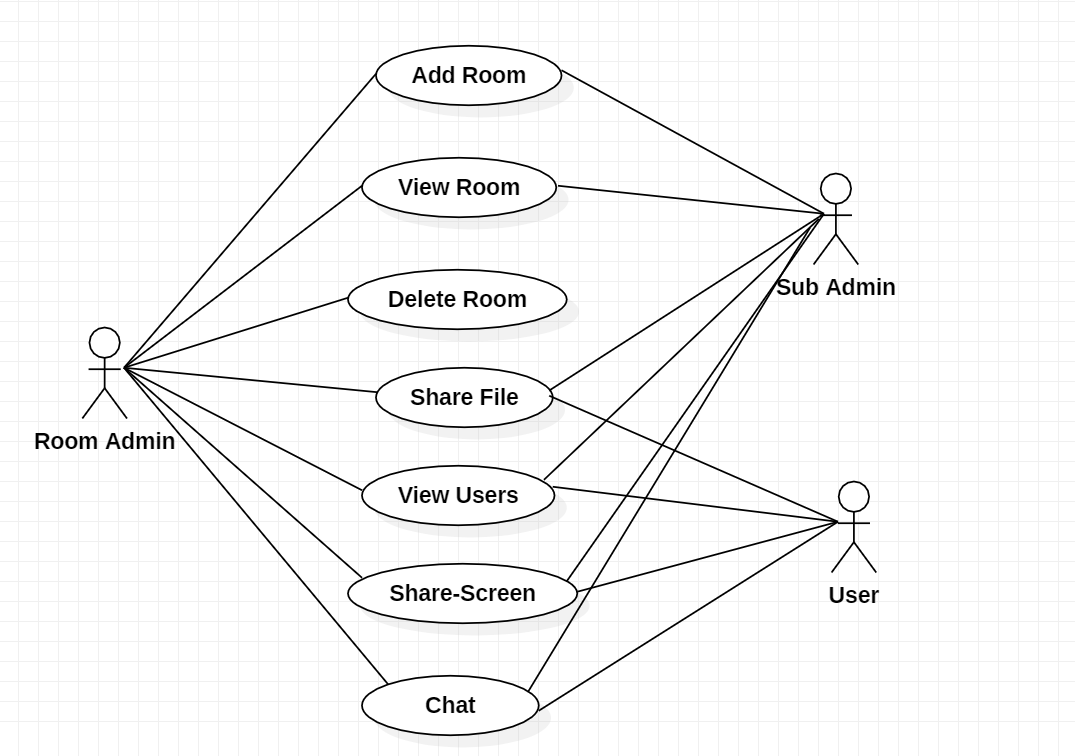 Add Room
View Room
Delete Room
Sub Admin
Share File
Room Admin
View Users
Share-Screen
User
Chat